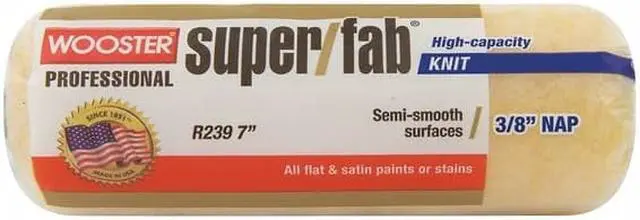 WOOSTER®
PROFESSIONAL
super/fab®
High-capacity
KNIT
SINCE 1851
MADE IN USA
R239 7”
Semi-smooth
surfaces
3/8” NAP
All flat & satin paints or stains